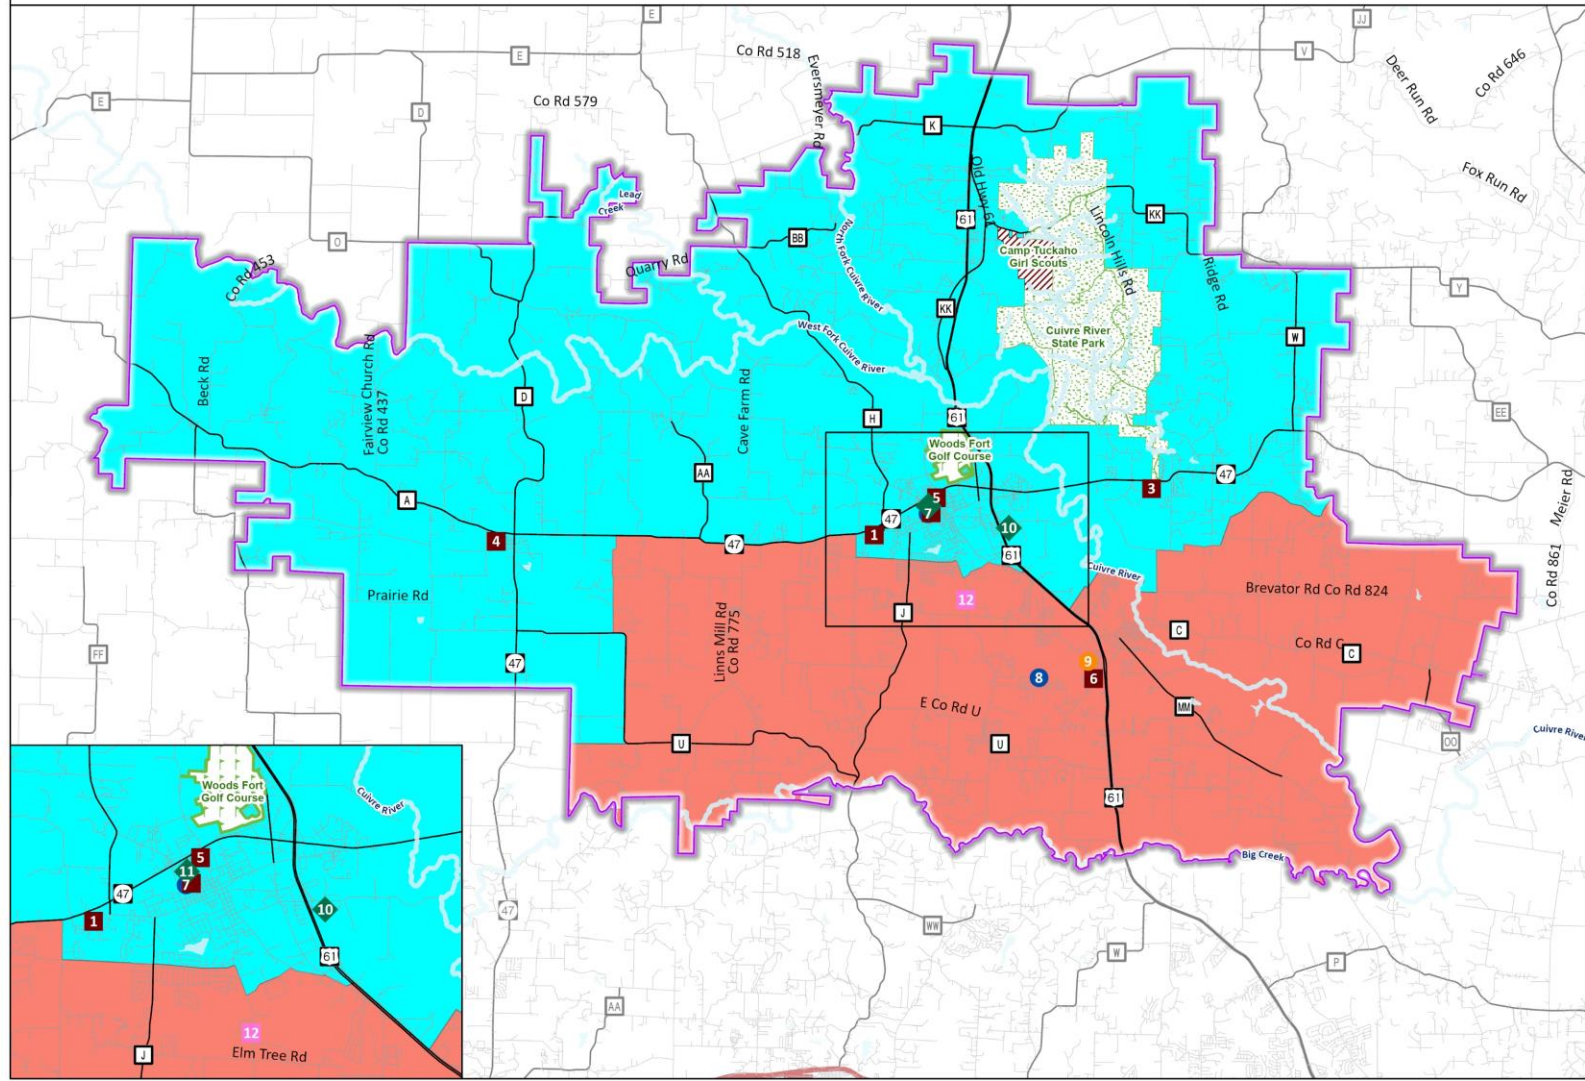 E
JJ
Co Rd 518
V
E
Eversmeyer Rd
Deer Run Rd
Co Rd 646
E
Co Rd 579
D
K
Old Hwy 61
Fox Run Rd
Lead
Creek
KK
61
Lincoln Hills Rd
BB
North Fork Cuivre River
O
Camp Tuckaho
Girl Scouts
Quarry Rd
Co Rd 453
Ridge Rd
Y
KK
West Fork Cuivre River
Cuivre River
State Park
W
Beck Rd
Fairview Church Rd
Co Rd 437
D
Cave Farm Rd
H
61
EE
Woods Fort
Golf Course
AA
47
3
A
5
7
47
10
1
4
47
61
Meier Rd
Co Rd 861
Cuivre River
Prairie Rd
Brevator Rd Co Rd 824
12
J
Linns Mill Rd
Co Rd 775
C
Co Rd C
C
FF
47
9
8
6
E Co Rd U
MM
U
U
OO
Cuivre River
61
Big Creek
Woods Fort
Golf Course
Cuivre River
5
11
7
47
1
10
61
12
J
Elm Tree Rd
47
WW
W
P
AA